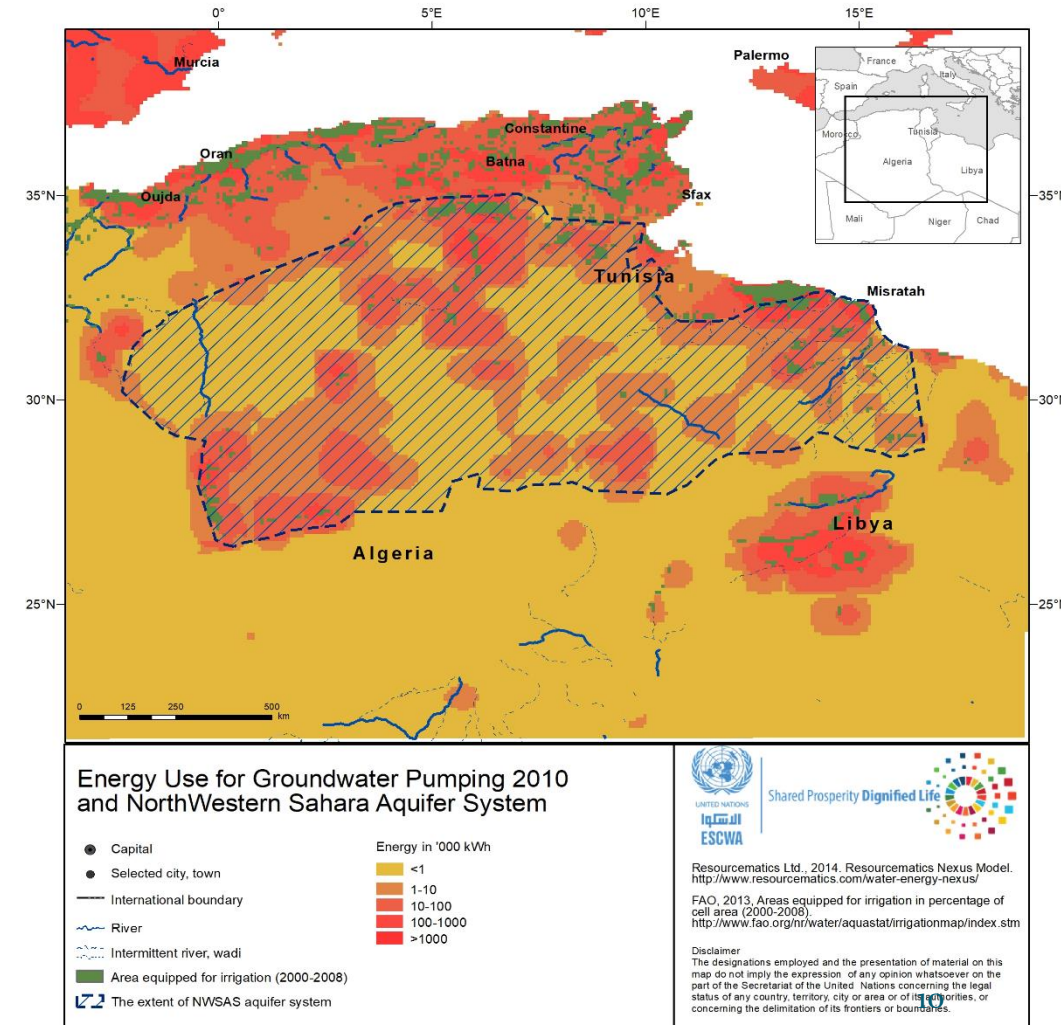 0° 5°E 10°E 15°E
Murcia
Palermo
France
Spain
Italy
Morocco
Tunisia
Algeria
Libya
Mali
Niger
Chad
Constantine
Oran
Batna
Oujda
Sfax
35°N 35°N
Tunisia
Misratah
30°N 30°N
Libya
Algeria
25°N 25°N
0 125 250 500
km
Energy Use for Groundwater Pumping 2010
and NorthWestern Sahara Aquifer System
Capital
Selected city, town
International boundary
River
Intermittent river, wadi
Area equipped for irrigation (2000-2008)
The extent of NWSAS aquifer system
Energy in '000 kWh
<1
1-10
10-100
100-1000
>1000
UNITED NATIONS
الإسكوا
ESCWA
Shared Prosperity Dignified Life
Resourcematics Ltd., 2014. Resourcematics Nexus Model.
http://www.resourcematics.com/water-energy-nexus/
FAO, 2013, Areas equipped for irrigation in percentage of
cell area (2000-2008).
http://www.fao.org/nr/water/aquastat/irrigationmap/index.stm
Disclaimer
The designations employed and the presentation of material on this
map do not imply the expression of any opinion whatsoever on the
part of the Secretariat of the United Nations concerning the legal
status of any country, territory, city or area or of its authorities, or
concerning the delimitation of its frontiers or boundaries.
10